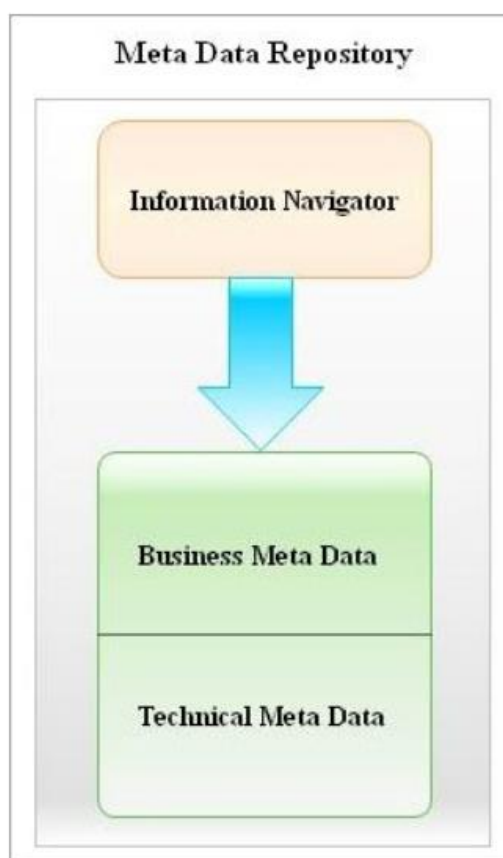 Meta Data Repository
Information Navigator
Business Meta Data
Technical Meta Data